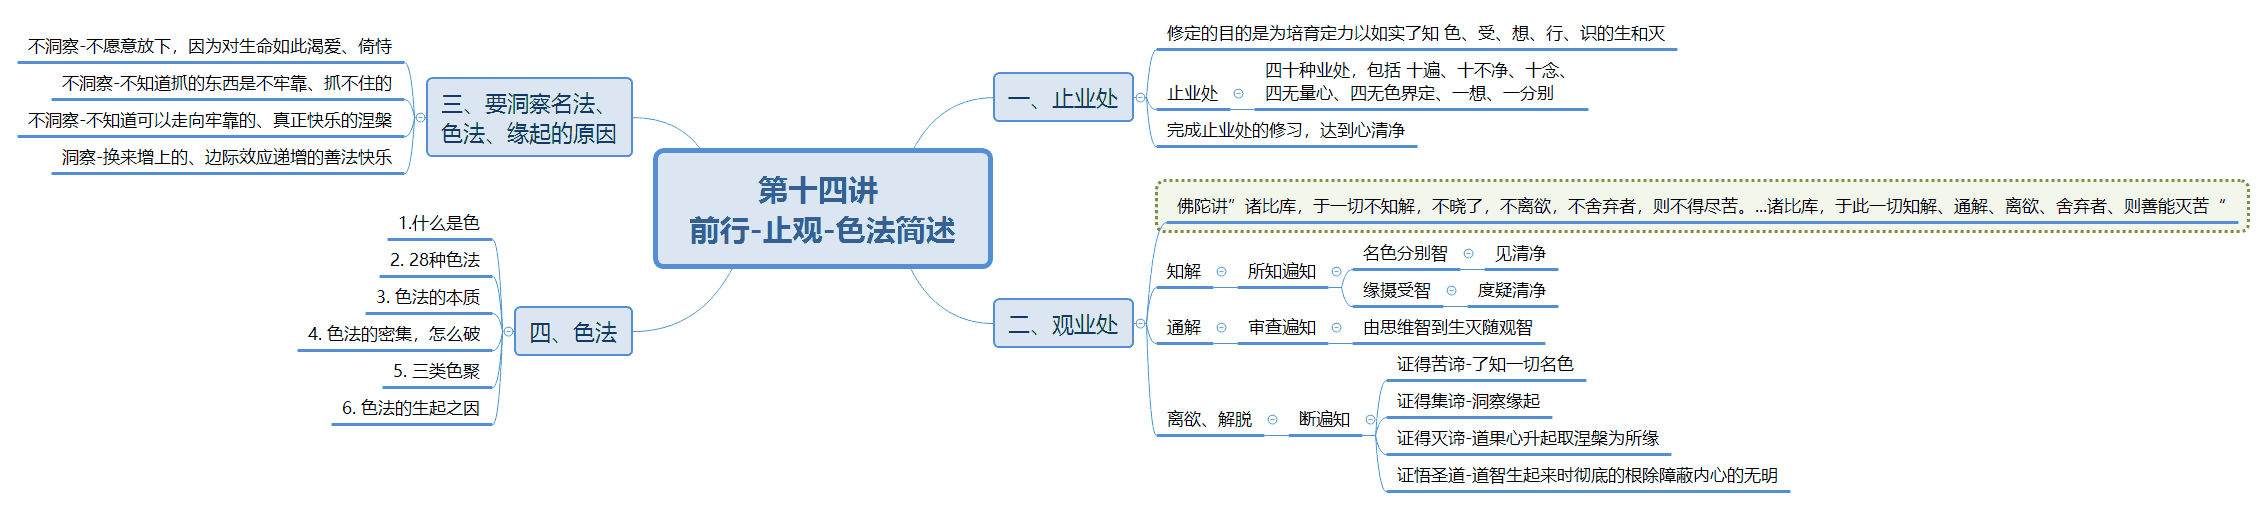 第十四讲
前行-止观-色法简述
一、止业处
修定的目的是为培育定力以如实了知 色、受、想、行、识的生和灭
止业处
四十种业处，包括 十遍、十不净、十念、
四无量心、四无色界定、一想、一分别
完成止业处的修习，达到心清净
二、观业处
佛陀讲”诸比库，于一切不知解，不晓了，不离欲，不舍弃者，则不得尽苦。...诸比库，于此一切知解、通解、离欲、舍弃者、则善能灭苦“
知解
所知遍知
名色分别智
见清净
缘摄受智
度疑清净
通解
审查遍知
由思维智到生灭随观智
离欲、解脱
断遍知
证得苦谛-了知一切名色
证得集谛-洞察缘起
证得灭谛-道果心升起取涅槃为所缘
证悟圣道-道智生起来时彻底的根除障蔽内心的无明
三、要洞察名法、
色法、缘起的原因
不洞察-不愿意放下，因为对生命如此渴爱、倚恃
不洞察-不知道抓的东西是不牢靠、抓不住的
不洞察-不知道可以走向牢靠的、真正快乐的涅槃
洞察-换来增上的、边际效应递增的善法快乐
四、色法
1.什么是色
2. 28种色法
3. 色法的本质
4. 色法的密集，怎么破
5. 三类色聚
6. 色法的生起之因